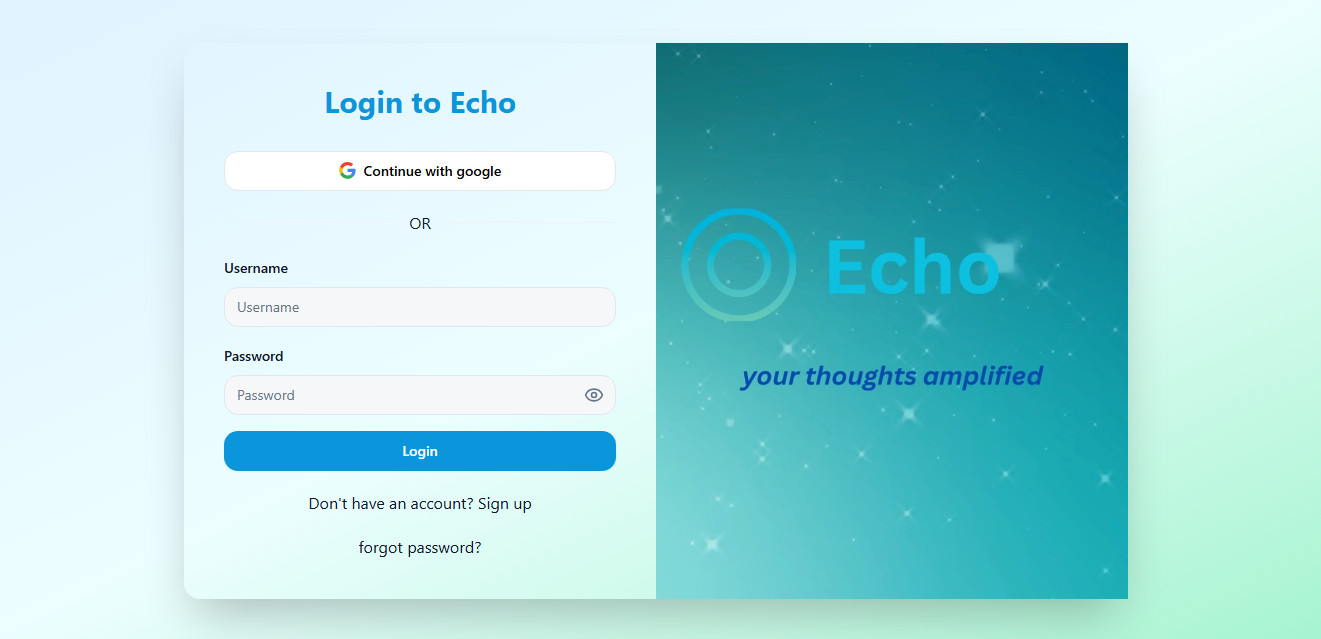 Login to Echo
Continue with google
OR
Username
Username
Password
Password
Login
Don't have an account? Sign up
forgot password?
Echo
your thoughts amplified